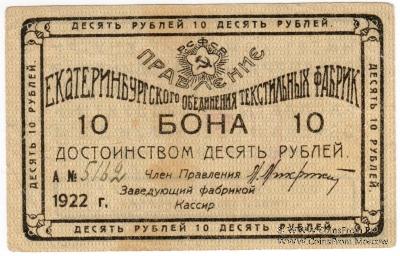 ДЕСЯТЬ РУБЛЕЙ 10 ДЕСЯТЬ РУБЛЕЙ.
ДЕСЯТЬ 10 РУБЛЕЙ.
ДЕСЯТЬ 10 РУБЛЕЙ.
РСФСР
ПРАВЛЕНИЕ
ЕКАТЕРИНБУРГСКОГО ОБЪЕДИНЕНИЯ ТЕКСТИЛЬНЫХ ФАБРИК
10 БОНА 10
ДОСТОИНСТВОМ ДЕСЯТЬ РУБЛЕЙ.
А № 5162 Член Правления
Заведующий фабрикой
1922 г. Кассир
ДЕСЯТЬ РУБЛЕЙ 10 ДЕСЯТЬ РУБЛЕЙ